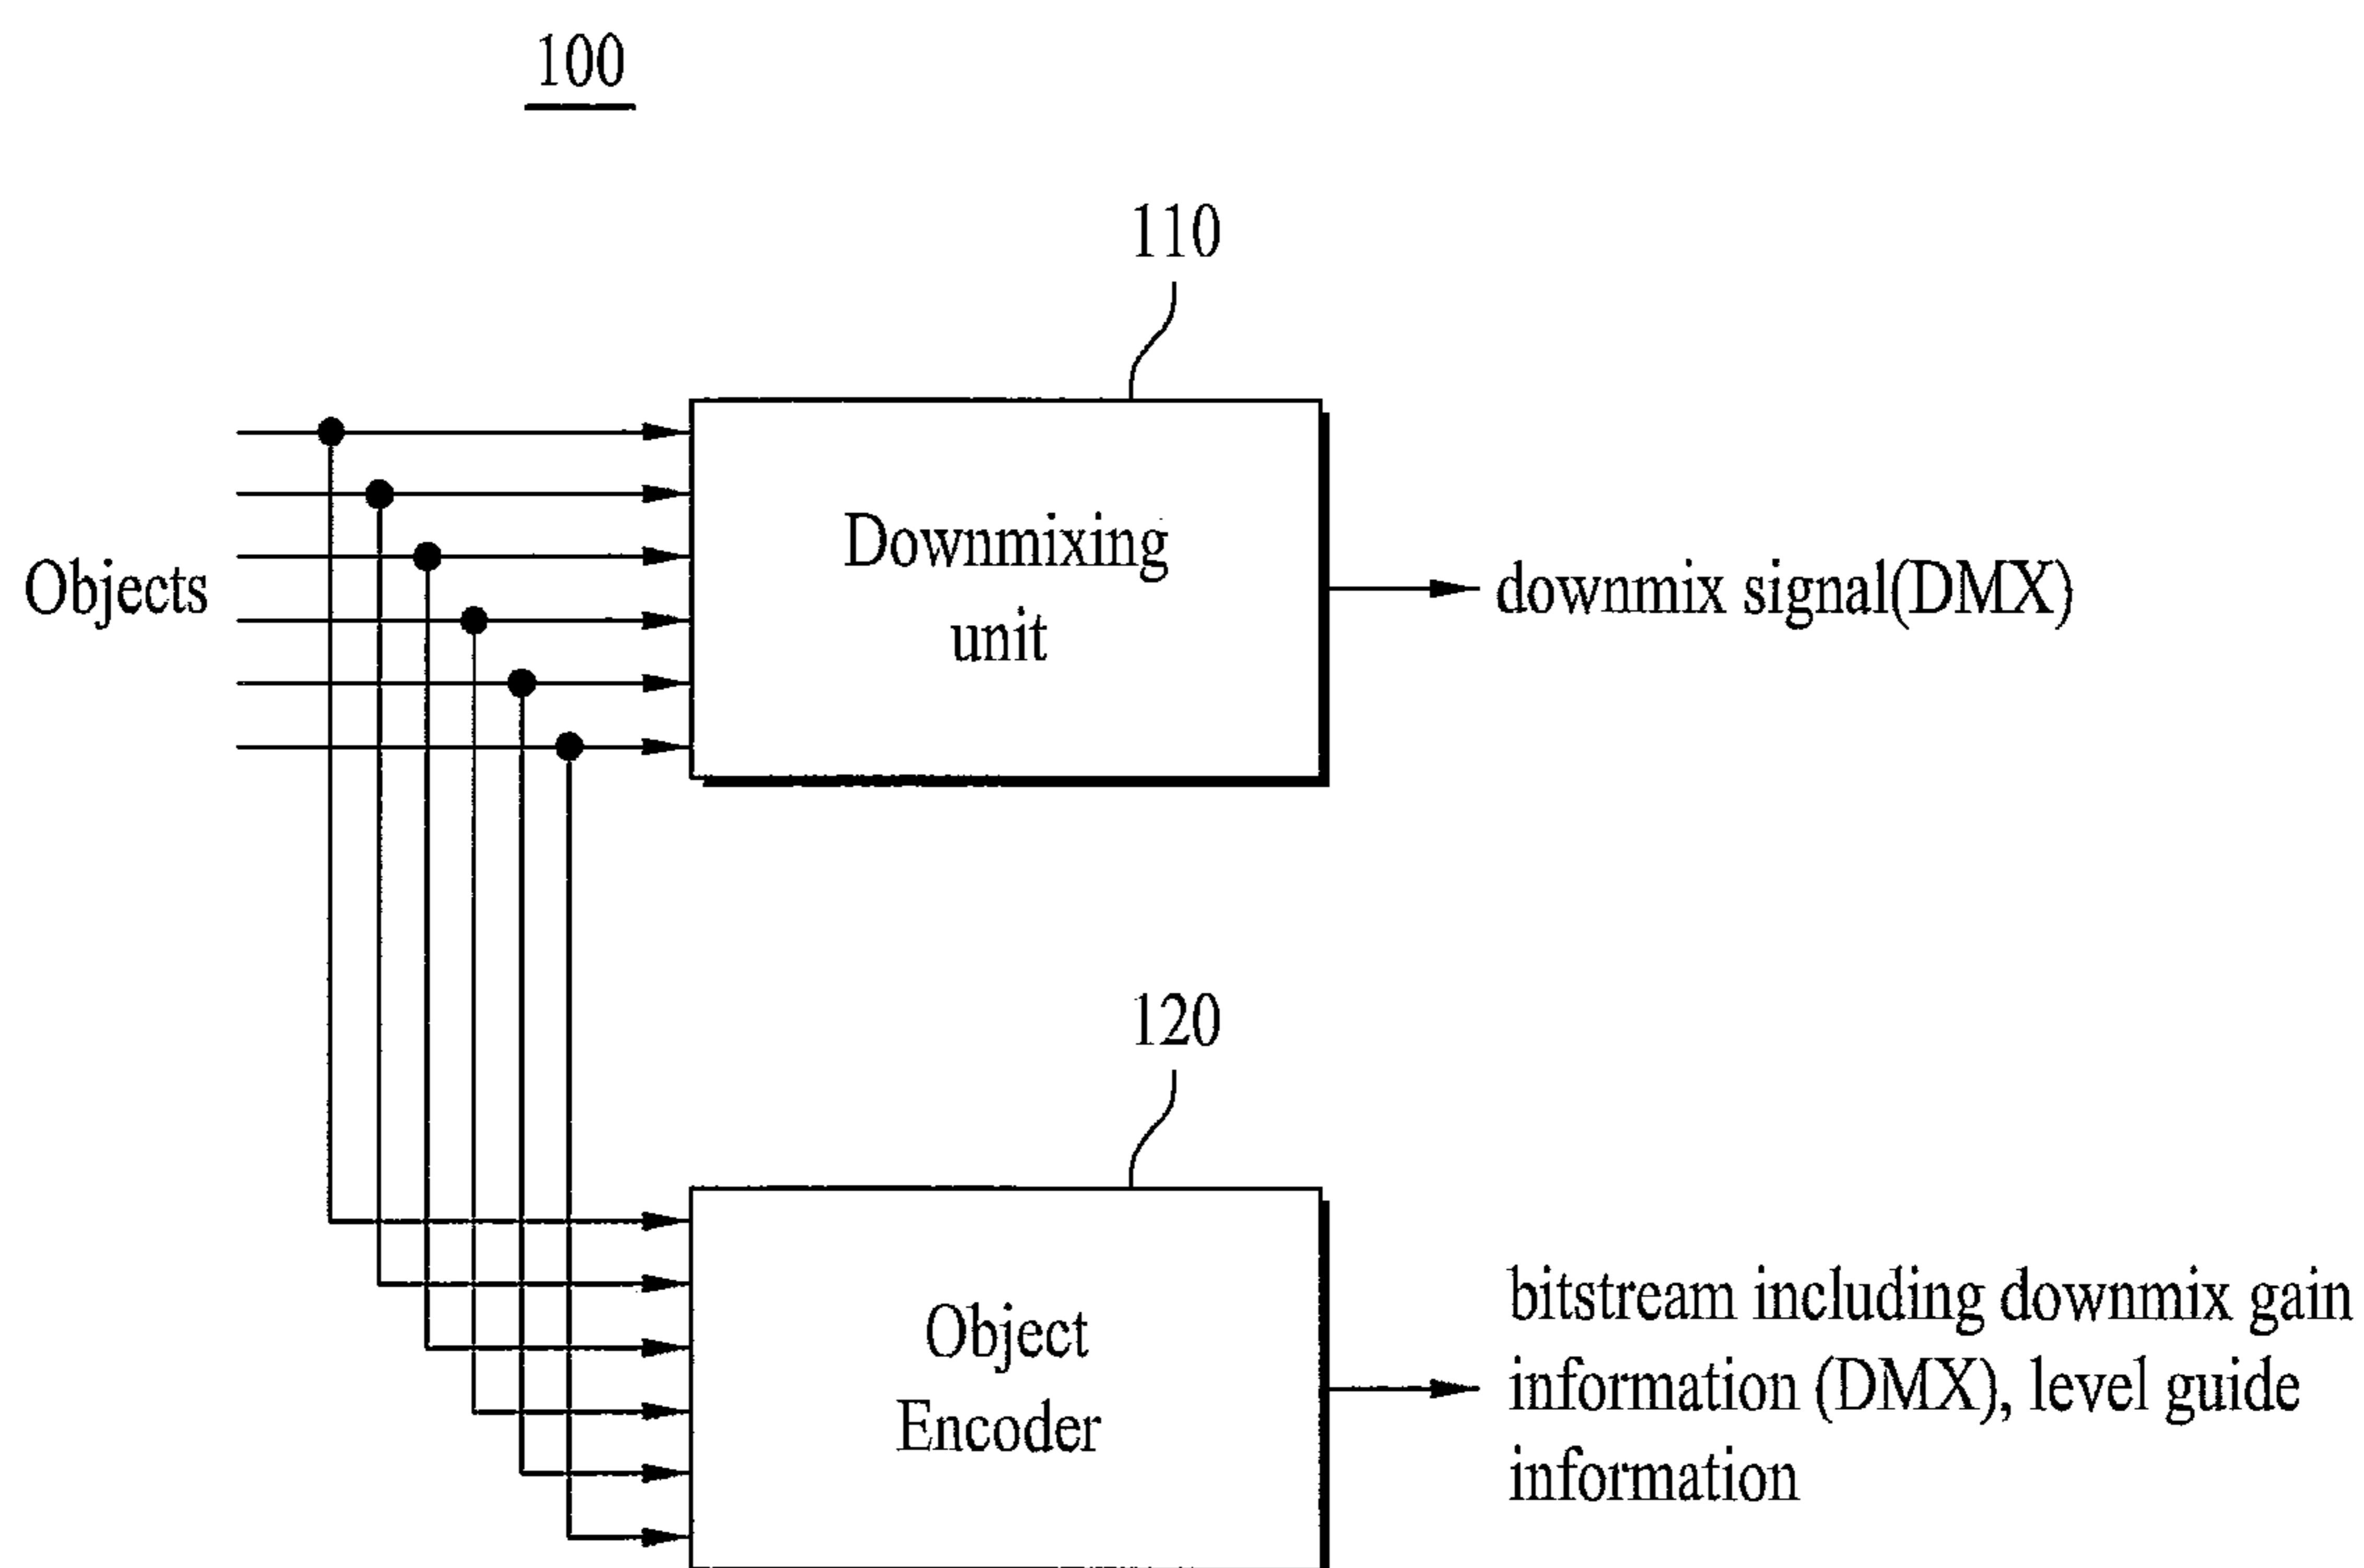 100
110
Downmixing
unit
Objects
downmix signal(DMX)
120
Object
Encoder
bitstream including downmix gain
information (DMX), level guide
information